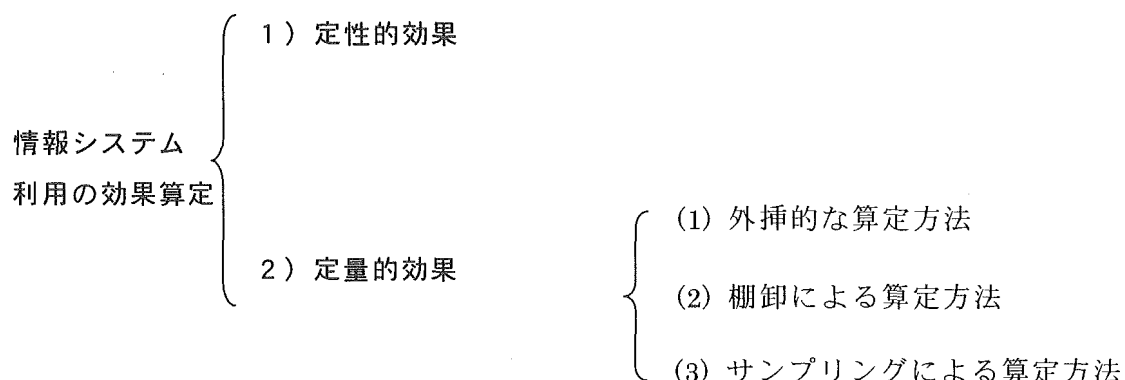 1）定性的効果
情報システム
利用の効果算定
2）定量的効果
(1) 外挿的な算定方法
(2) 棚卸による算定方法
(3) サンプリングによる算定方法